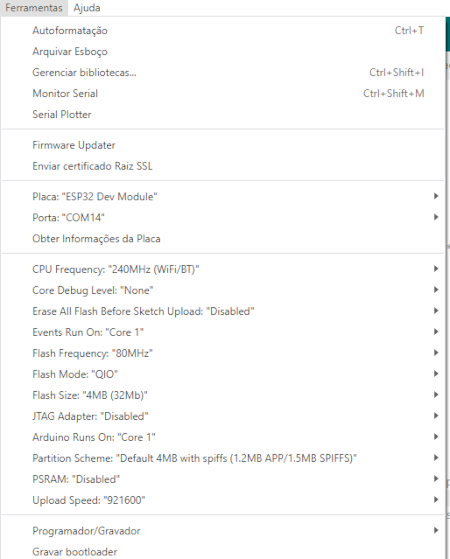 Ferramentas Ajuda
Autoformatação Ctrl+T
Arquivar Esboço
Gerenciar bibliotecas... Ctrl+Shift+I
Monitor Serial Ctrl+Shift+M
Serial Plotter
Firmware Updater
Enviar certificado Raiz SSL
Placa: "ESP32 Dev Module"
Porta: "COM14"
Obter Informações da Placa
CPU Frequency: "240MHz (WiFi/BT)"
Core Debug Level: "None"
Erase All Flash Before Sketch Upload: "Disabled"
Events Run On: "Core 1"
Flash Frequency: "80MHz"
Flash Mode: "QIO"
Flash Size: "4MB (32Mb)"
JTAG Adapter: "Disabled"
Arduino Runs On: "Core 1"
Partition Scheme: "Default 4MB with spiffs (1.2MB APP/1.5MB SPIFFS)"
PSRAM: "Disabled"
Upload Speed: "921600"
Programador/Gravador
Gravar bootloader